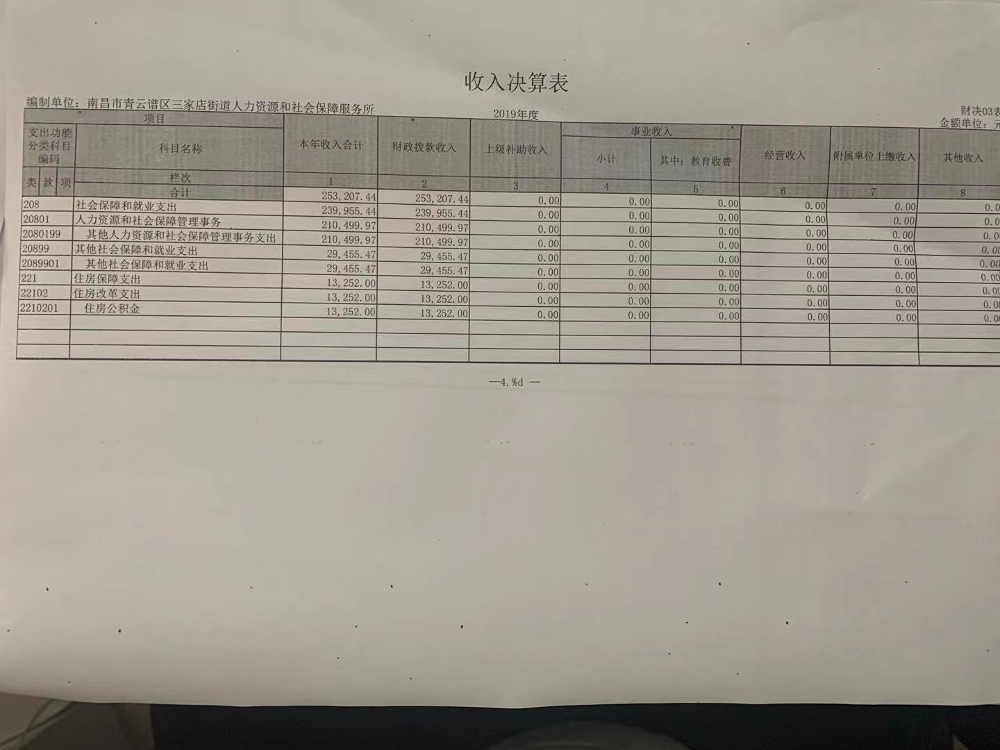 收入决算表
编制单位：南昌市青云谱区三家店街道人力资源和社会保障服务所 2019年度 财决03表
金额单位：元
项目 本年收入合计 财政拨款收入 上级补助收入 事业收入 经营收入 附属单位上缴收入 其他收入
支出功能分类科目编码 科目名称 小计 其中：教育收费
类 款 项 栏次 1 2 3 4 5 6 7 8
合计 253,207.44 253,207.44 0.00 0.00 0.00 0.00 0.00 0.0
208 社会保障和就业支出 239,955.44 239,955.44 0.00 0.00 0.00 0.00 0.00 0.0
20801 人力资源和社会保障管理事务 210,499.97 210,499.97 0.00 0.00 0.00 0.00 0.00 0.0
2080199 其他人力资源和社会保障管理事务支出 210,499.97 210,499.97 0.00 0.00 0.00 0.00 0.00 0.00
20899 其他社会保障和就业支出 29,455.47 29,455.47 0.00 0.00 0.00 0.00 0.00 0.00
2089901 其他社会保障和就业支出 29,455.47 29,455.47 0.00 0.00 0.00 0.00 0.00 0.00
221 住房保障支出 13,252.00 13,252.00 0.00 0.00 0.00 0.00 0.00 0.00
22102 住房改革支出 13,252.00 13,252.00 0.00 0.00 0.00 0.00 0.00 0.00
2210201 住房公积金 13,252.00 13,252.00 0.00 0.00 0.00 0.00 0.00 0.00
—4.%d —